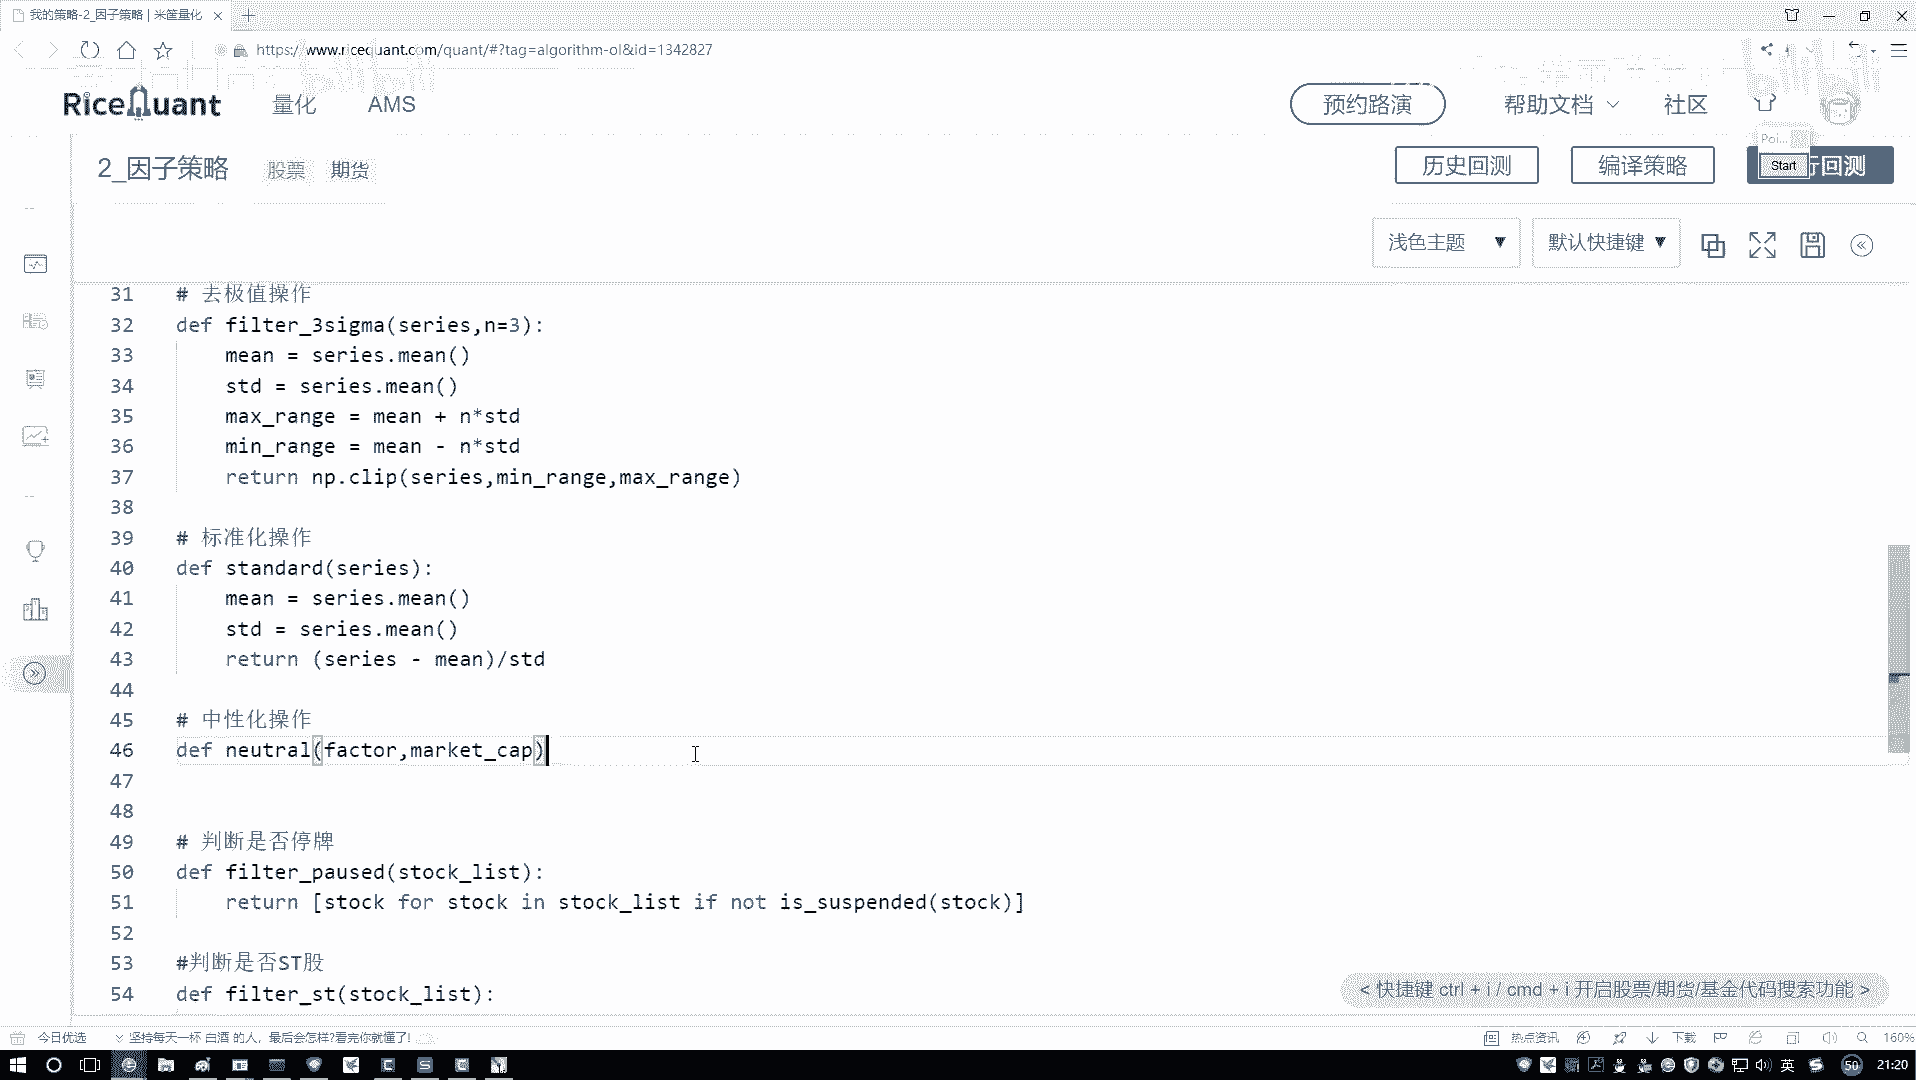 我的策略-2_因子策略 | 米筐量化
https://www.ricequant.com/quant/#?tag=algorithm-ol&id=1342827
RiceQuant 量化 AMS 预约路演 帮助文档 社区
Poi...
2_因子策略 股票 期货 历史回测 编译策略 Start 行回测
浅色主题 ▼ 默认快捷键 ▼
31 # 去极值操作
32 def filter_3sigma(series,n=3):
33 mean = series.mean()
34 std = series.mean()
35 max_range = mean + n*std
36 min_range = mean - n*std
37 return np.clip(series,min_range,max_range)
38
39 # 标准化操作
40 def standard(series):
41 mean = series.mean()
42 std = series.mean()
43 return (series - mean)/std
44
45 # 中性化操作
46 def neutral(factor,market_cap)
47
48
49 # 判断是否停牌
50 def filter_paused(stock_list):
51 return [stock for stock in stock_list if not is_suspended(stock)]
52
53 #判断是否ST股
54 def filter_st(stock_list):
< 快捷键 ctrl + i / cmd + i 开启股票/期货/基金代码搜索功能 >
今日优选 坚持每天一杯 白酒 的人，最后会怎样?看完你就懂了! 热点资讯 下载 160%
英 50 21:20